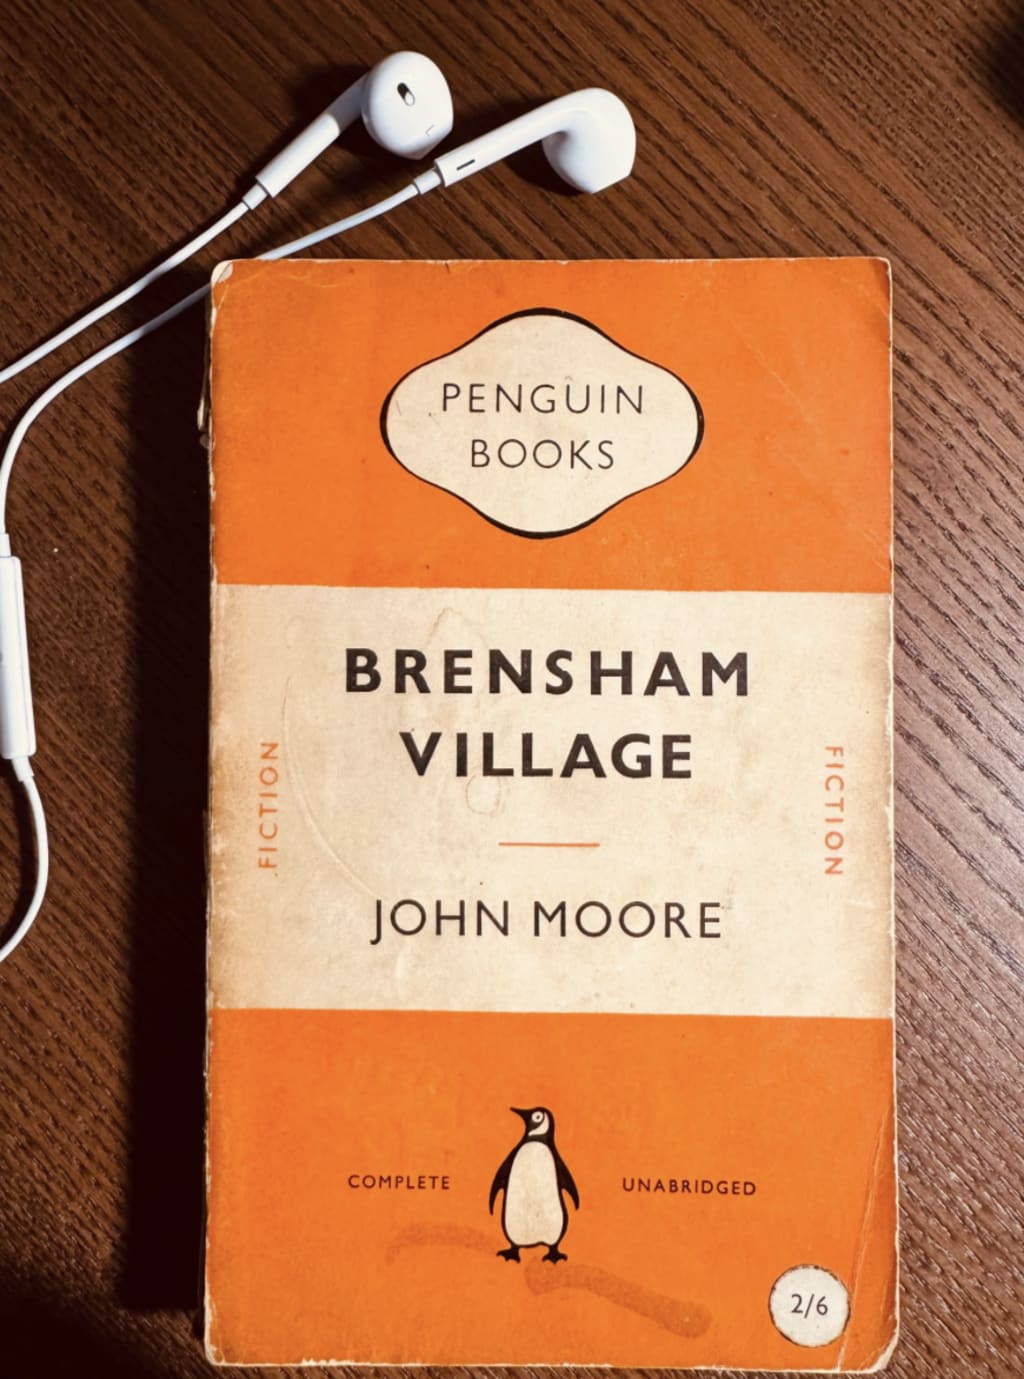 PENGUIN
BOOKS
BRENSHAM
VILLAGE
FICTION
FICTION
JOHN MOORE
COMPLETE
UNABRIDGED
2/6